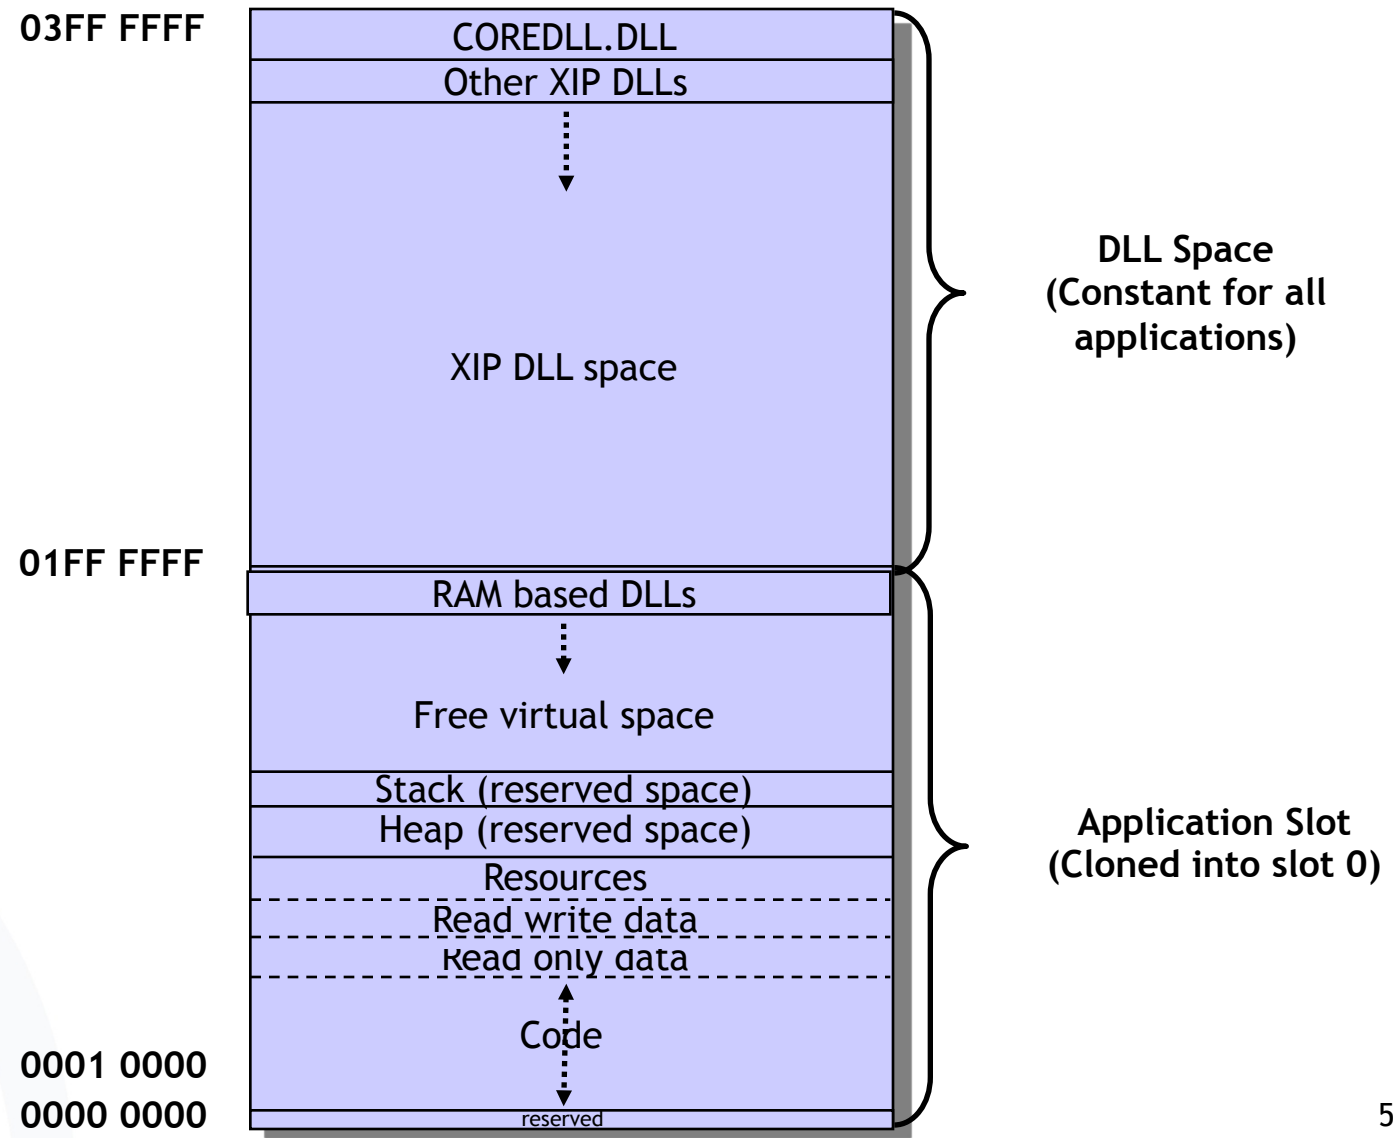 03FF FFFF
COREDLL.DLL
Other XIP DLLs
DLL Space
(Constant for all
applications)
XIP DLL space
01FF FFFF
RAM based DLLs
Free virtual space
Stack (reserved space)
Heap (reserved space)
Application Slot
(Cloned into slot 0)
Resources
Read write data
Read only data
Code
0001 0000
0000 0000
reserved
5